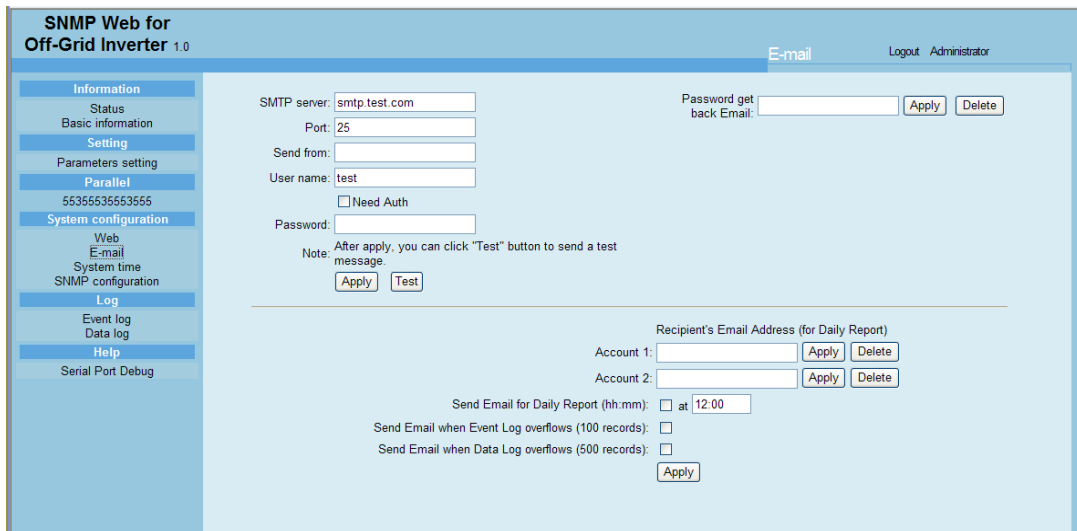 SNMP Web for
Off-Grid Inverter 1.0
E-mail
Logout Administrator
Information
Status
Basic information
Setting
Parameters setting
Parallel
55355535553555
System configuration
Web
E-mail
System time
SNMP configuration
Log
Event log
Data log
Help
Serial Port Debug
SMTP server: smtp.test.com
Port: 25
Send from:
User name: test
Need Auth
Password:
Note: After apply, you can click "Test" button to send a test
message.
Apply Test
Password get
back Email: Apply Delete
Recipient's Email Address (for Daily Report)
Account 1: Apply Delete
Account 2: Apply Delete
Send Email for Daily Report (hh:mm): at 12:00
Send Email when Event Log overflows (100 records):
Send Email when Data Log overflows (500 records):
Apply